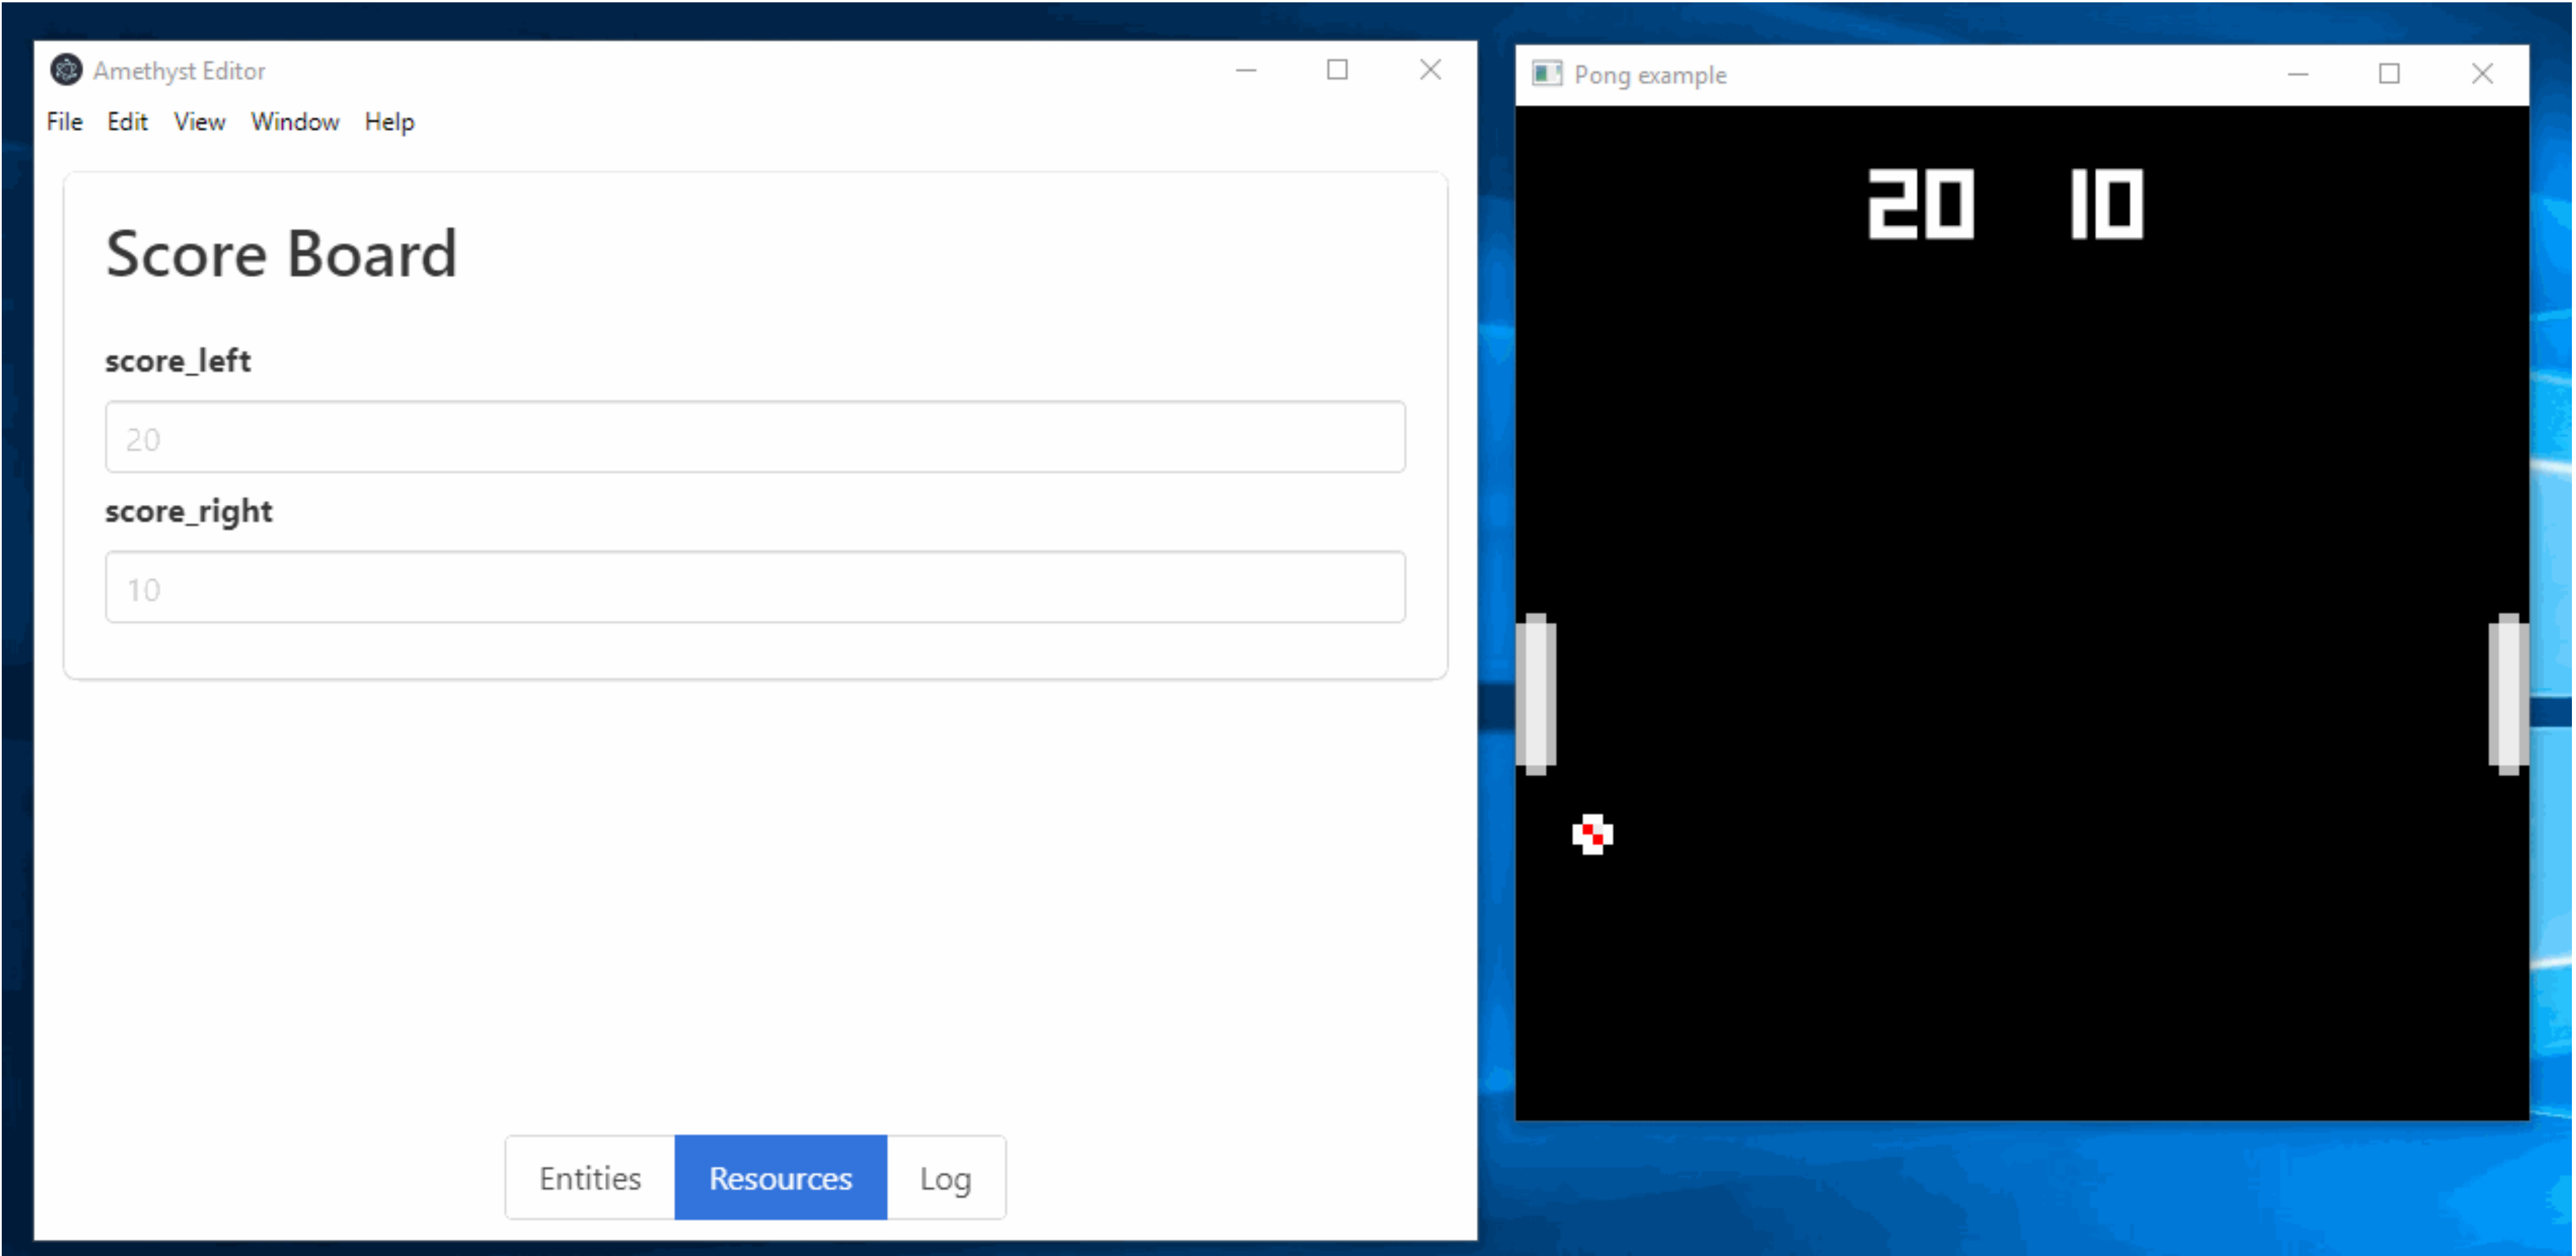 Amethyst Editor
File Edit View Window Help
Score Board
score_left
20
score_right
10
Entities Resources Log
Pong example
20 10